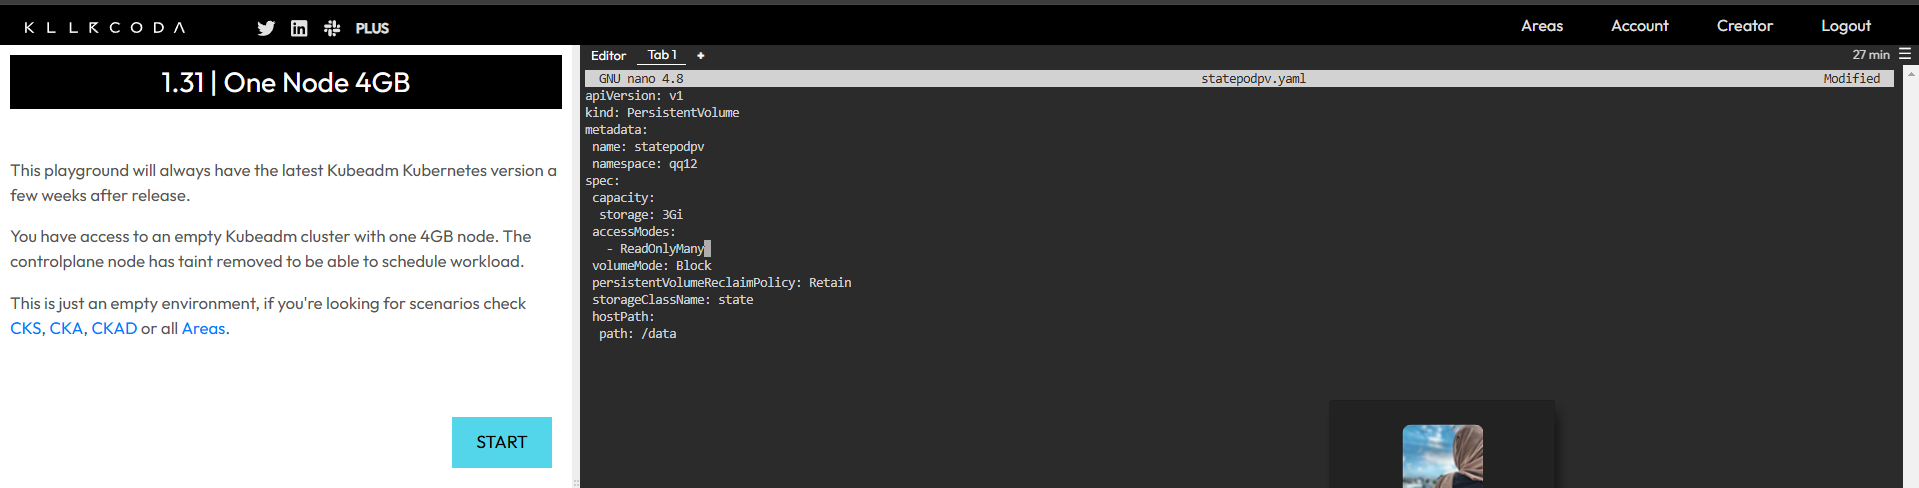 KLLRCODA PLUS Areas Account Creator Logout
1.31 | One Node 4GB
This playground will always have the latest Kubeadm Kubernetes version a
few weeks after release.
You have access to an empty Kubeadm cluster with one 4GB node. The
controlplane node has taint removed to be able to schedule workload.
This is just an empty environment, if you're looking for scenarios check
CKS, CKA, CKAD or all Areas.
START
Editor Tab 1 + 27 min
GNU nano 4.8 statepodpv.yaml Modified
apiVersion: v1
kind: PersistentVolume
metadata:
 name: statepodpv
 namespace: qq12
spec:
 capacity:
  storage: 3Gi
 accessModes:
   - ReadOnlyMany
 volumeMode: Block
 persistentVolumeReclaimPolicy: Retain
 storageClassName: state
 hostPath:
  path: /data